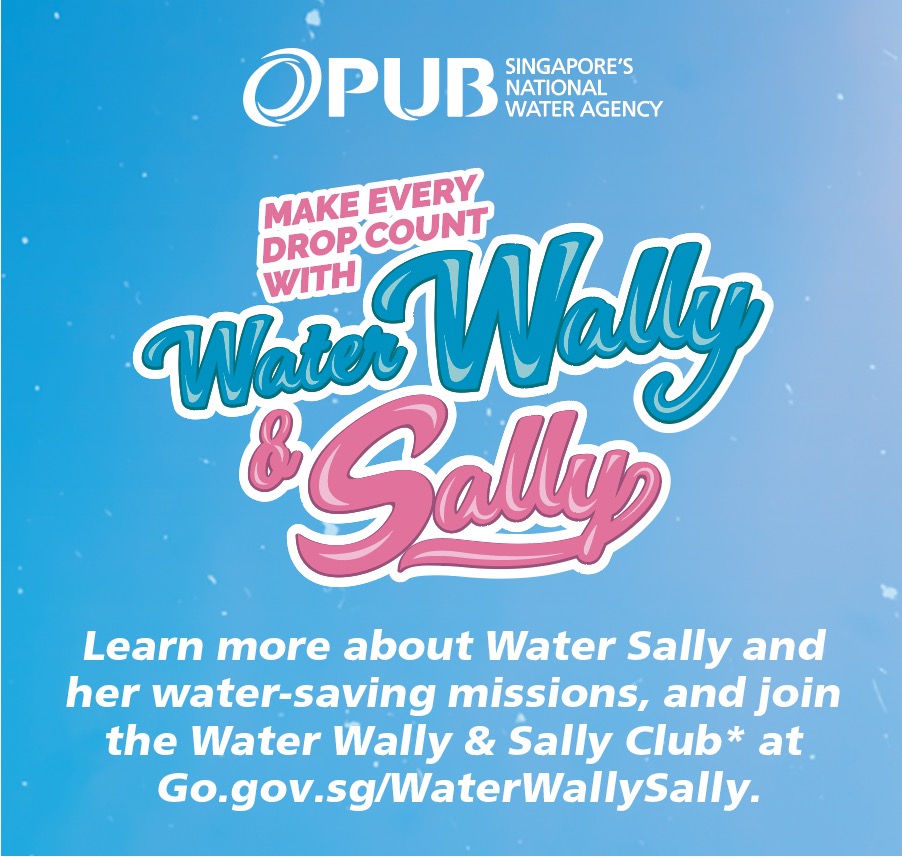 PUB
SINGAPORE'S
NATIONAL
WATER AGENCY
MAKE EVERY
DROP COUNT
WITH
Water Wally
& Sally
Learn more about Water Sally and
her water-saving missions, and join
the Water Wally & Sally Club* at
Go.gov.sg/WaterWallySally.